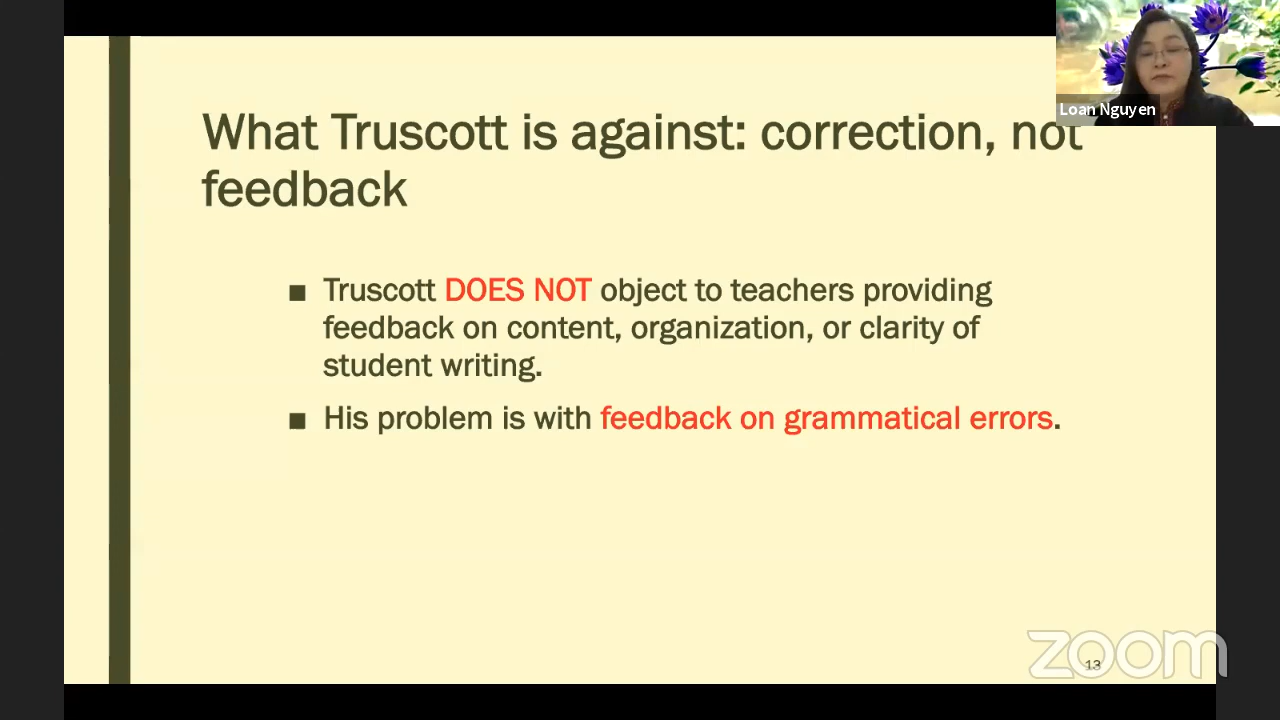 Loan Nguyen
What Truscott is against: correction, not
feedback
■ Truscott DOES NOT object to teachers providing
feedback on content, organization, or clarity of
student writing.
■ His problem is with feedback on grammatical errors.
zoom
13